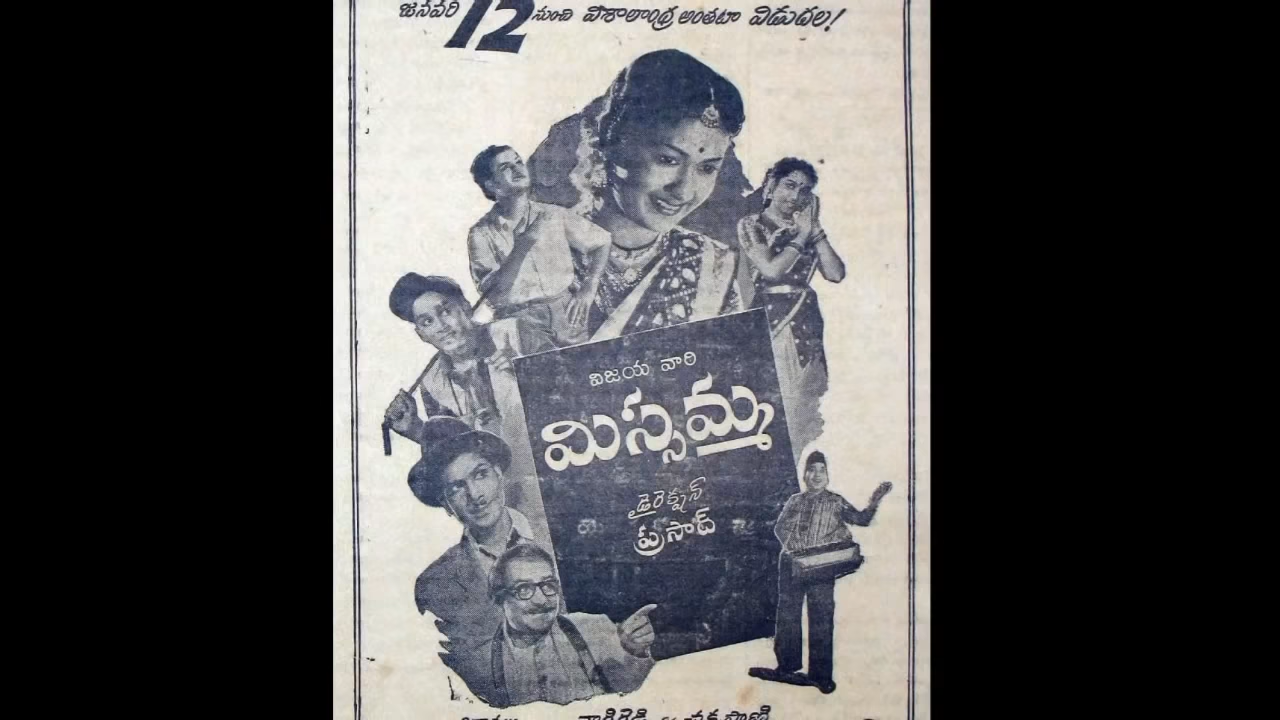 జనవరి 12 నుంచి విశాలాంధ్ర అంతటా విడుదల!
విజయ వారి
మిస్సమ్మ
డైరెక్షన్
ప్రసాద్